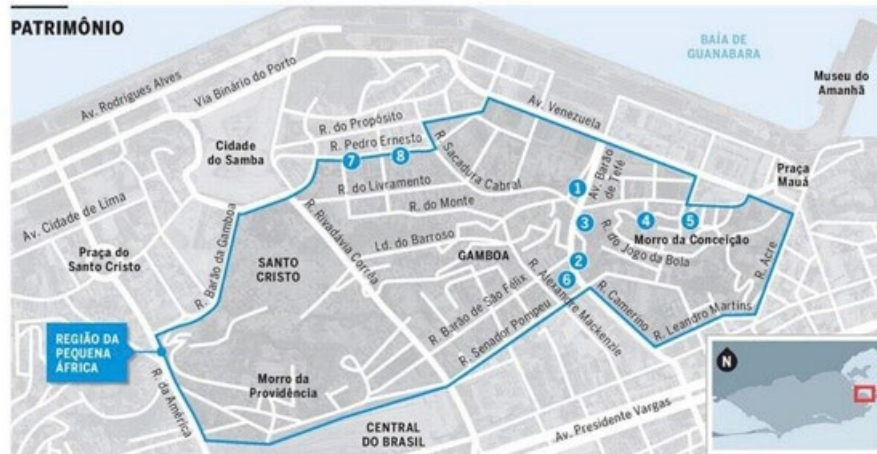 PATRIMÔNIO
BAÍA DE
GUANABARA
Museu do
Amanhã
Av. Rodrigues Alves
Via Binário do Porto
Av. Venezuela
R. do Propósito
R. Pedro Ernesto
Cidade
do Samba
7
8
R. Sacadura Cabral
Av. Barão
de Tefé
Praça
Mauá
R. do Livramento
1
Av. Cidade de Lima
R. do Monte
3
4
5
R. do Jogo da Bola
Morro da Conceição
R. Acre
Praça do
Santo Cristo
R. Barão da Gamboa
SANTO
CRISTO
R. Rivadávia Corrêa
Ld. do Barroso
GAMBOA
2
6
R. Alexandre Mackenzie
R. Camerino
R. Leandro Martins
R. Barão de São Félix
R. Senador Pompeu
REGIÃO DA
PEQUENA
ÁFRICA
R. da América
Morro da
Providência
CENTRAL
DO BRASIL
Av. Presidente Vargas
N